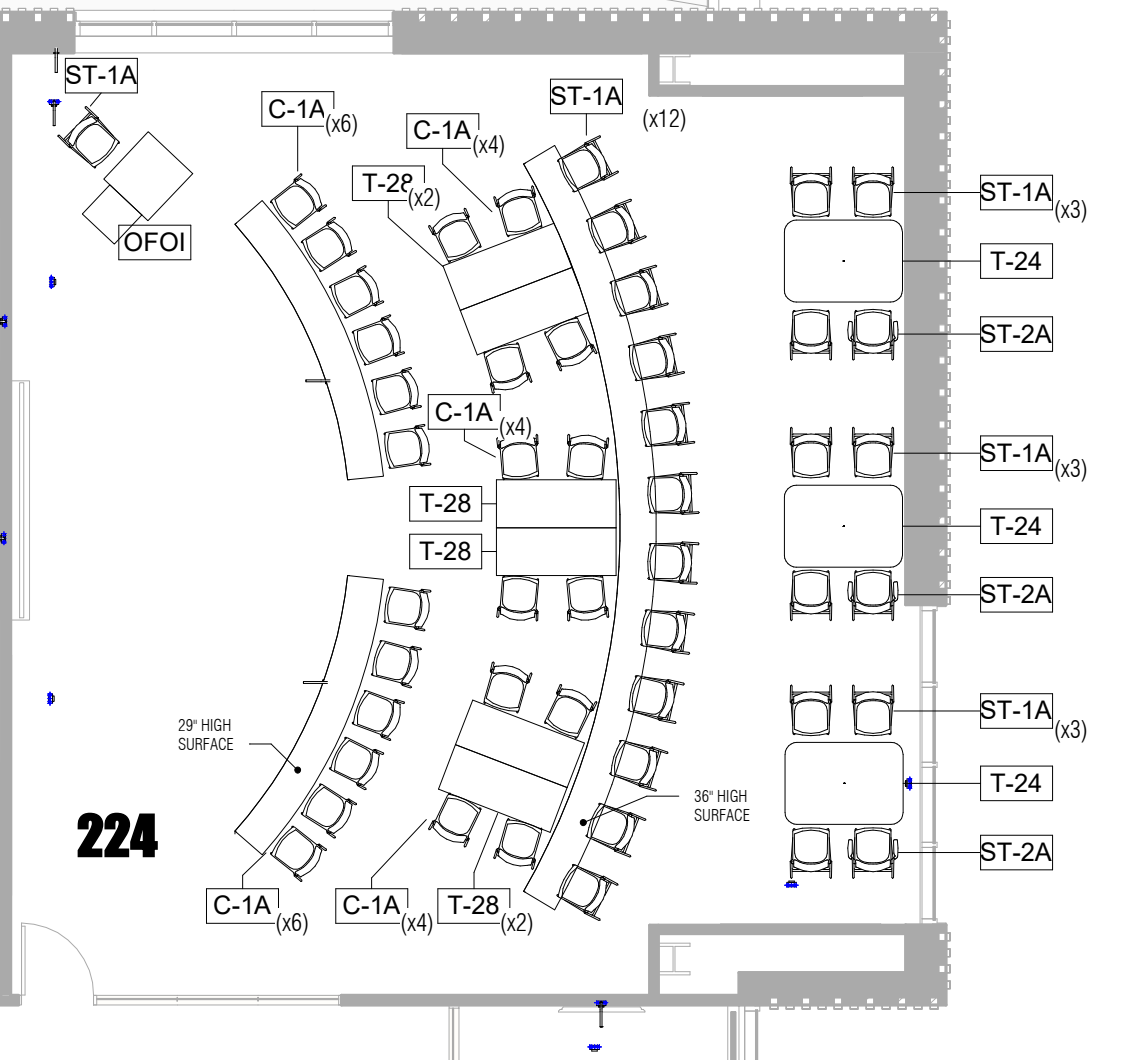 ST-1A
C-1A
(x6)
C-1A
(x4)
ST-1A
(x12)
T-28
(x2)
ST-1A
(x3)
OFOI
T-24
ST-2A
C-1A
(x4)
ST-1A
(x3)
T-28
T-28
T-24
ST-2A
29" HIGH
SURFACE
ST-1A
(x3)
36" HIGH
SURFACE
T-24
224
ST-2A
C-1A
(x6)
C-1A
(x4)
T-28
(x2)